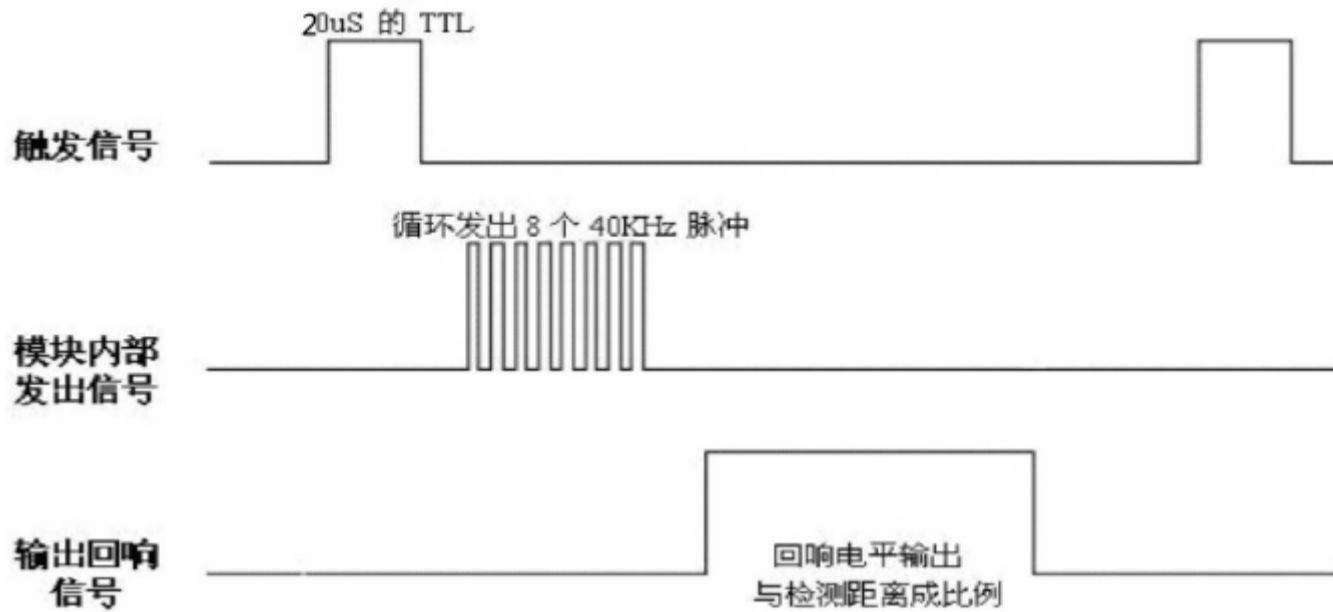 20uS 的 TTL
触发信号
循环发出 8 个 40KHz 脉冲
模块内部
发出信号
输出回响
信号
回响电平输出
与检测距离成比例